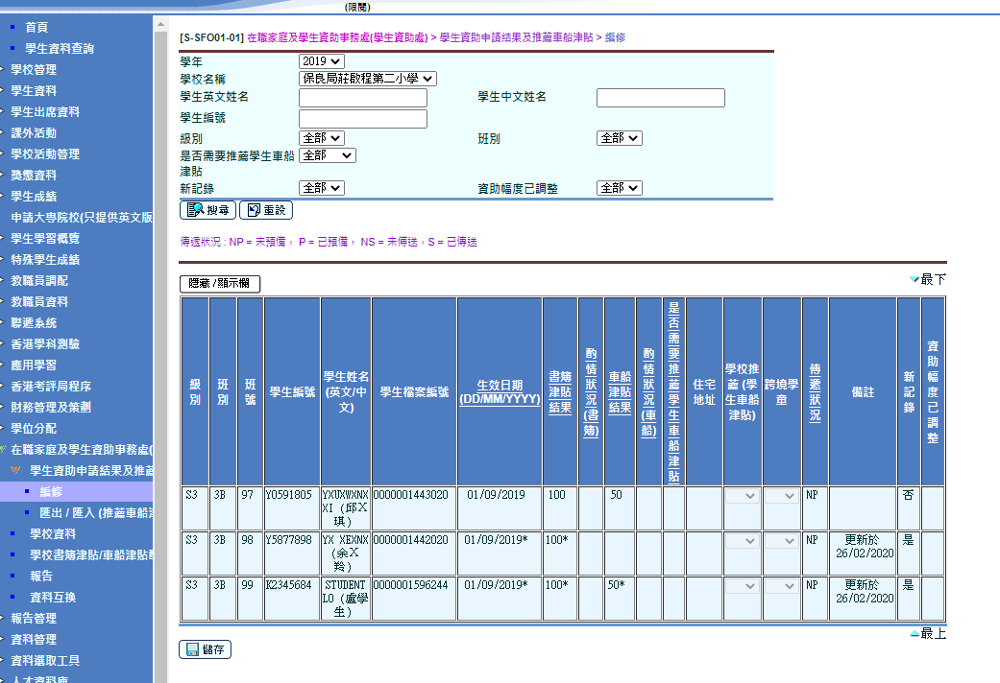 (限閱)
首頁
學生資料查詢
學校管理
學生資料
學生出席資料
課外活動
學校活動管理
獎懲資料
學生成績
申請大專院校(只提供英文版
學生學習概覽
特殊學生成績
教職員調配
教職員資料
聯遞系統
香港學科測驗
應用學習
香港考評局程序
財務管理及策劃
學位分配
在職家庭及學生資助事務處(
學生資助申請結果及推薦
編修
匯出 / 匯入 (推薦車船津
學校資料
學校書簿津貼/車船津貼
報告
資料互換
報告管理
資料管理
資料選取工具
人才資料庫
[S-SFO01-01] 在職家庭及學生資助事務處(學生資助處) > 學生資助申請結果及推薦車船津貼 > 編修
學年 2019
學校名稱 保良局莊啟程第二小學
學生英文姓名 學生中文姓名
學生編號
級別 全部 班別 全部
是否需要推薦學生車船 全部
津貼
新記錄 全部 資助幅度已調整 全部
搜尋 重設
傳遞狀況 : NP = 未預備， P = 已預備， NS = 未傳送，S = 已傳送
最下
隱藏 /顯示欄
級別
班別
班號
學生編號
學生姓名
(英文/中
文)
學生檔案編號
生效日期
(DD/MM/YYYY)
書簿
津貼
結果
酌情狀況(書簿)
車船
津貼
結果
酌情狀況(車船)
是否需要推薦學生車船津貼
住宅
地址
學校推
薦 (學
生車船
津貼)
跨境學
童
傳遞狀況
備註
新記錄
資助幅度已調整
S3 3B 97 Y0591805 YXUXWXNX 0000001443020 01/09/2019 100 50 NP 否
XI (邱X
琪)
S3 3B 98 Y5877898 YX XEXNX 0000001442020 01/09/2019* 100* NP 更新於 是
(余X 26/02/2020
羚)
S3 3B 99 K2345684 STUDENT 0000001596244 01/09/2019* 100* 50* NP 更新於 是
LO (盧學 26/02/2020
生)
最上
儲存